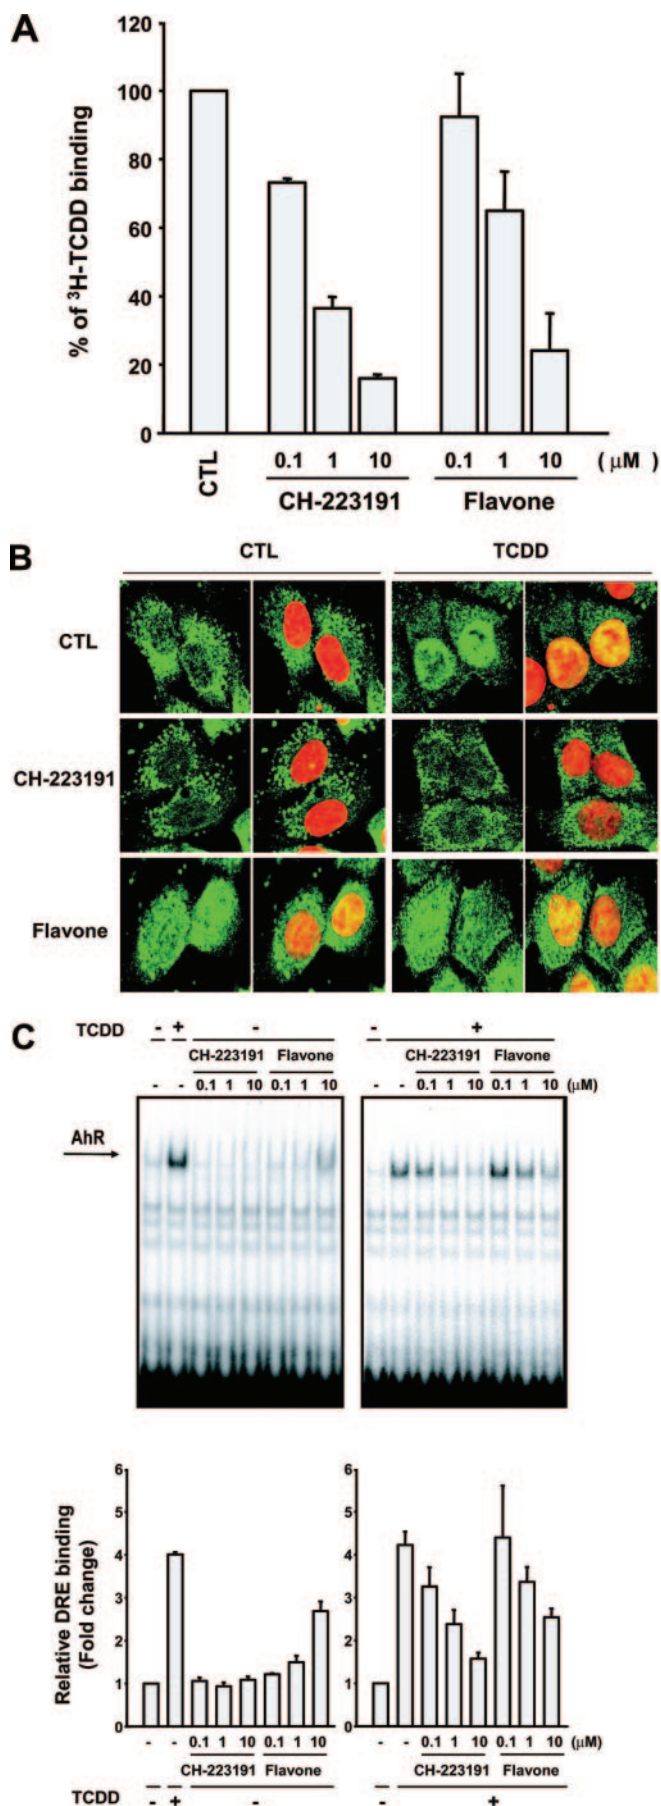 A
120
100
80
60
40
20
0
% of ³H-TCDD binding
CTL
0.1 1 10 0.1 1 10 (μM)
CH-223191 Flavone
B
CTL TCDD
CTL
CH-223191
Flavone
C
TCDD - + - - +
CH-223191 Flavone CH-223191 Flavone
- - 0.1 1 10 0.1 1 10 - - 0.1 1 10 0.1 1 10 (μM)
AhR
Relative DRE binding
(Fold change)
6 6
5 5
4 4
3 3
2 2
1 1
0 0
- - 0.1 1 10 0.1 1 10 - - 0.1 1 10 0.1 1 10 (μM)
CH-223191 Flavone CH-223191 Flavone
TCDD - + - - +